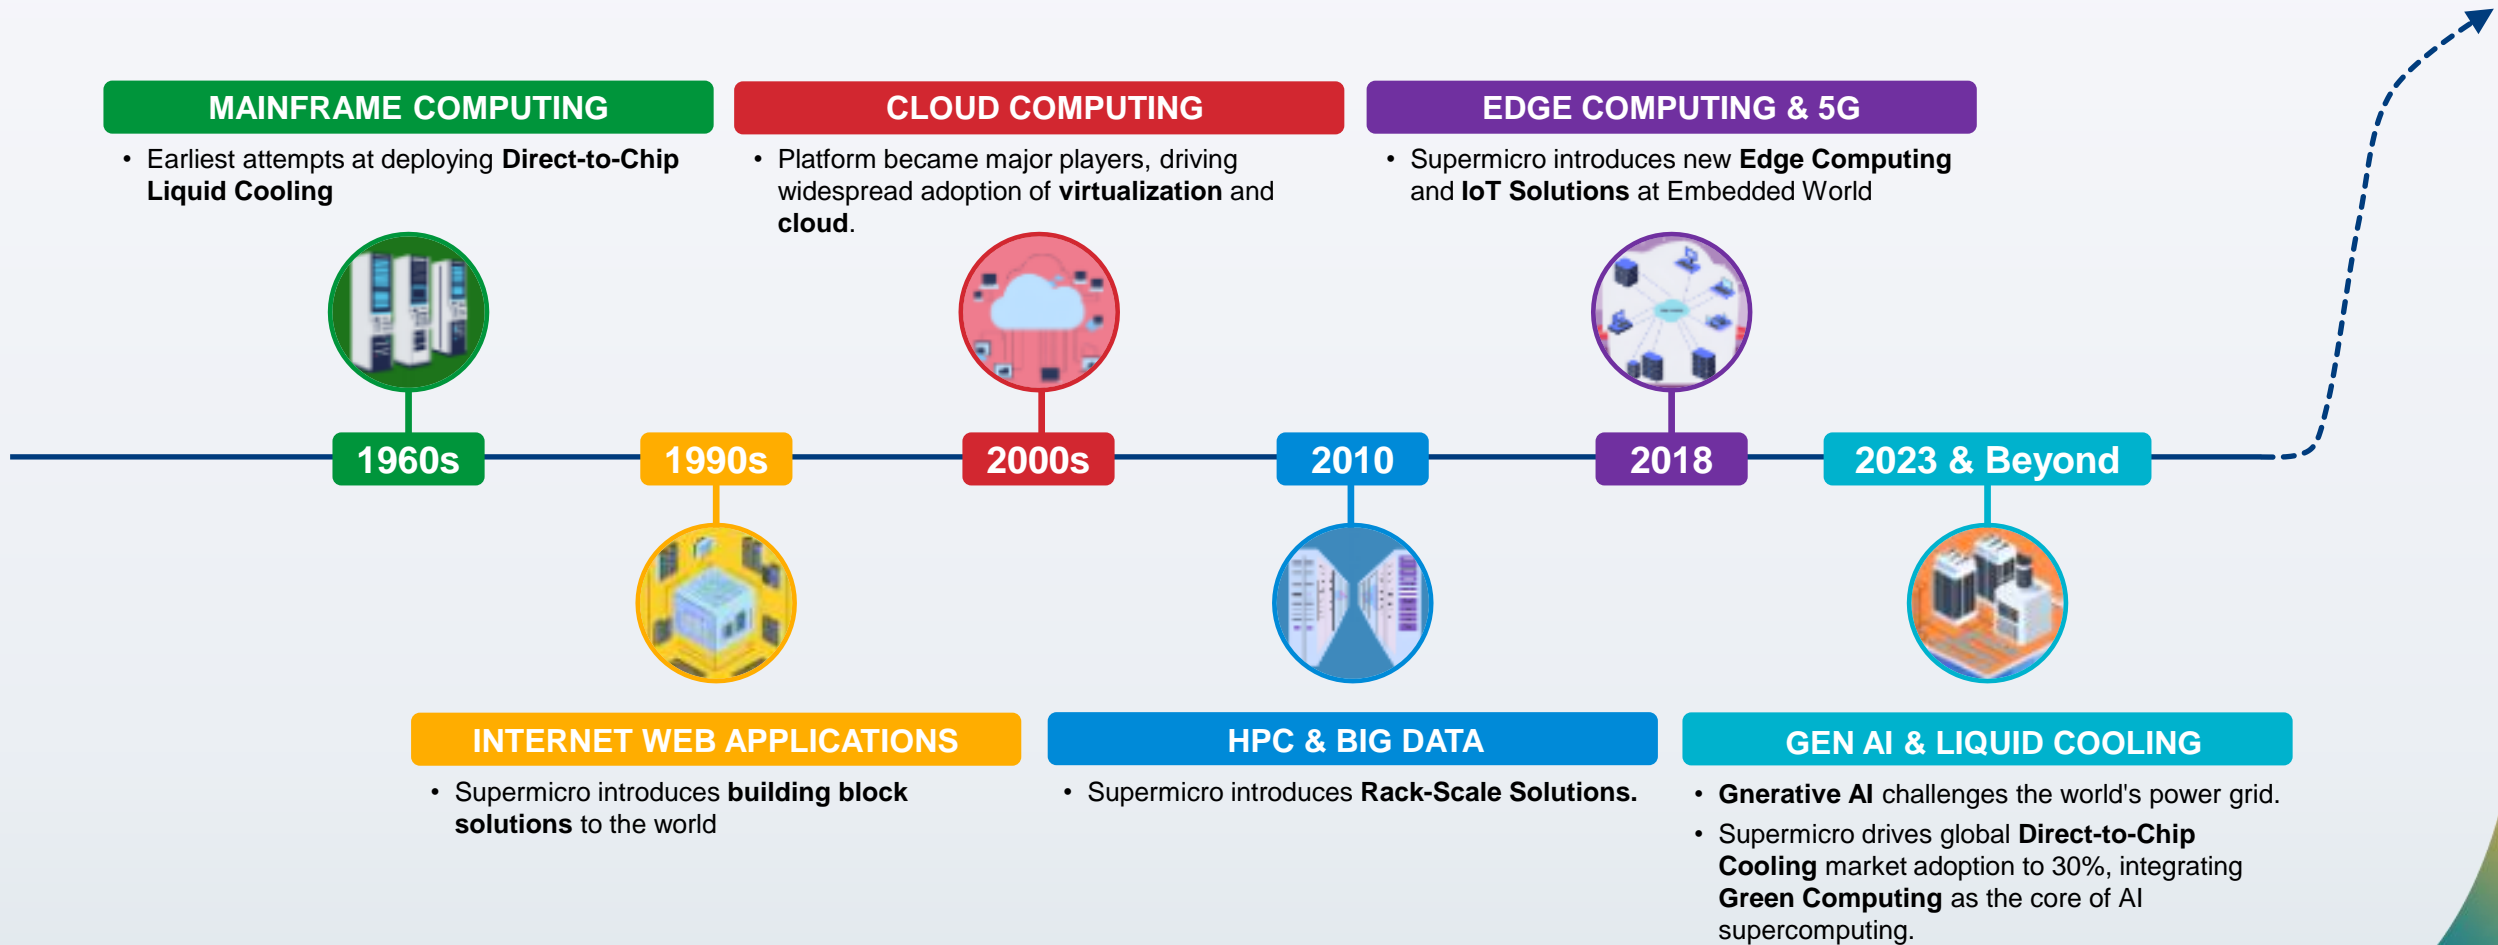 MAINFRAME COMPUTING
• Earliest attempts at deploying Direct-to-Chip
Liquid Cooling
CLOUD COMPUTING
• Platform became major players, driving
widespread adoption of virtualization and
cloud.
EDGE COMPUTING & 5G
• Supermicro introduces new Edge Computing
and IoT Solutions at Embedded World
1960s
1990s
2000s
2010
2018
2023 & Beyond
INTERNET WEB APPLICATIONS
• Supermicro introduces building block
solutions to the world
HPC & BIG DATA
• Supermicro introduces Rack-Scale Solutions.
GEN AI & LIQUID COOLING
• Gnerative AI challenges the world's power grid.
• Supermicro drives global Direct-to-Chip
Cooling market adoption to 30%, integrating
Green Computing as the core of AI
supercomputing.